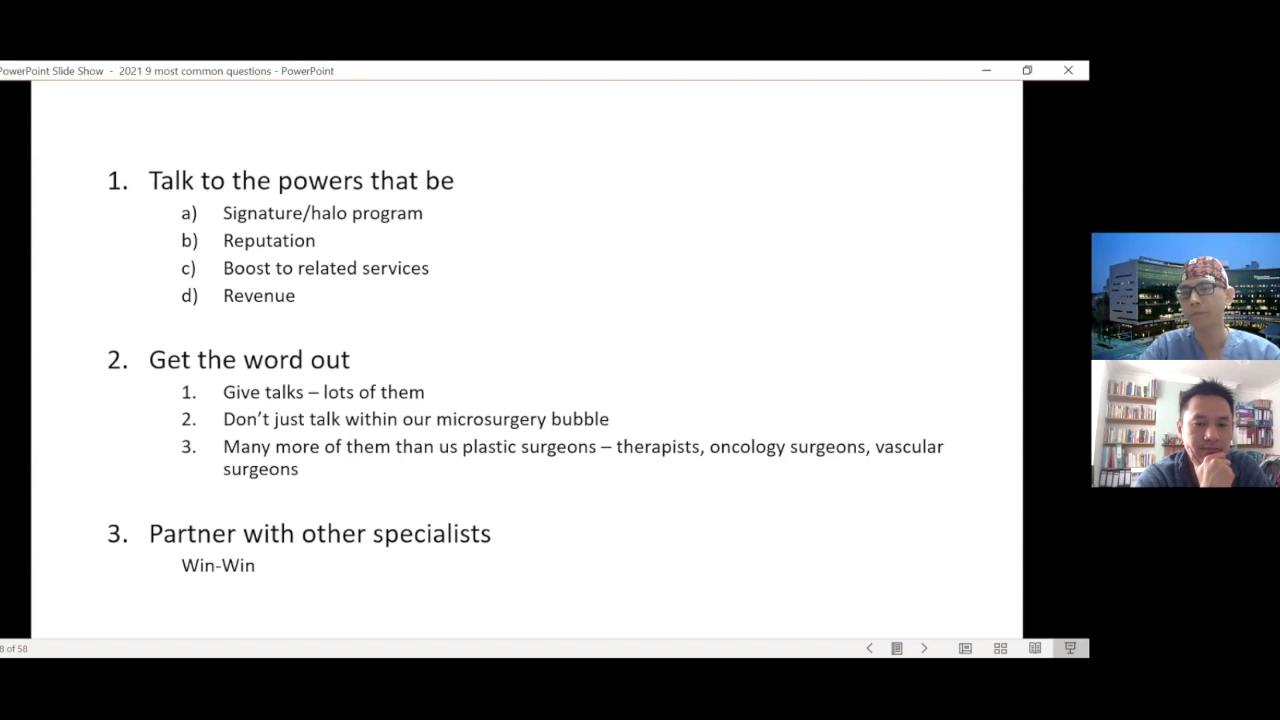 PowerPoint Slide Show - 2021 9 most common questions - PowerPoint
1. Talk to the powers that be
a) Signature/halo program
b) Reputation
c) Boost to related services
d) Revenue
2. Get the word out
1. Give talks – lots of them
2. Don’t just talk within our microsurgery bubble
3. Many more of them than us plastic surgeons – therapists, oncology surgeons, vascular
surgeons
3. Partner with other specialists
Win-Win
8 of 58